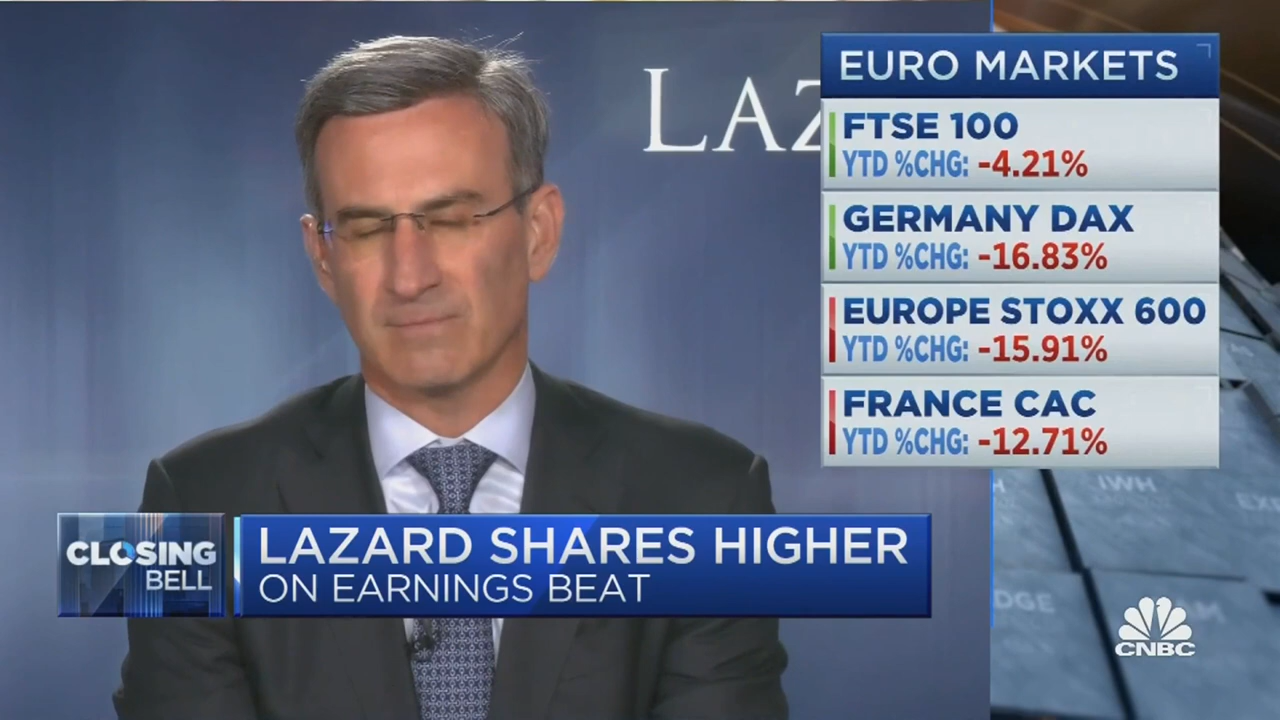 LAZ
EURO MARKETS
FTSE 100
YTD %CHG: -4.21%
GERMANY DAX
YTD %CHG: -16.83%
EUROPE STOXX 600
YTD %CHG: -15.91%
FRANCE CAC
YTD %CHG: -12.71%
CLOSING
BELL
LAZARD SHARES HIGHER
ON EARNINGS BEAT
IWH
CNBC